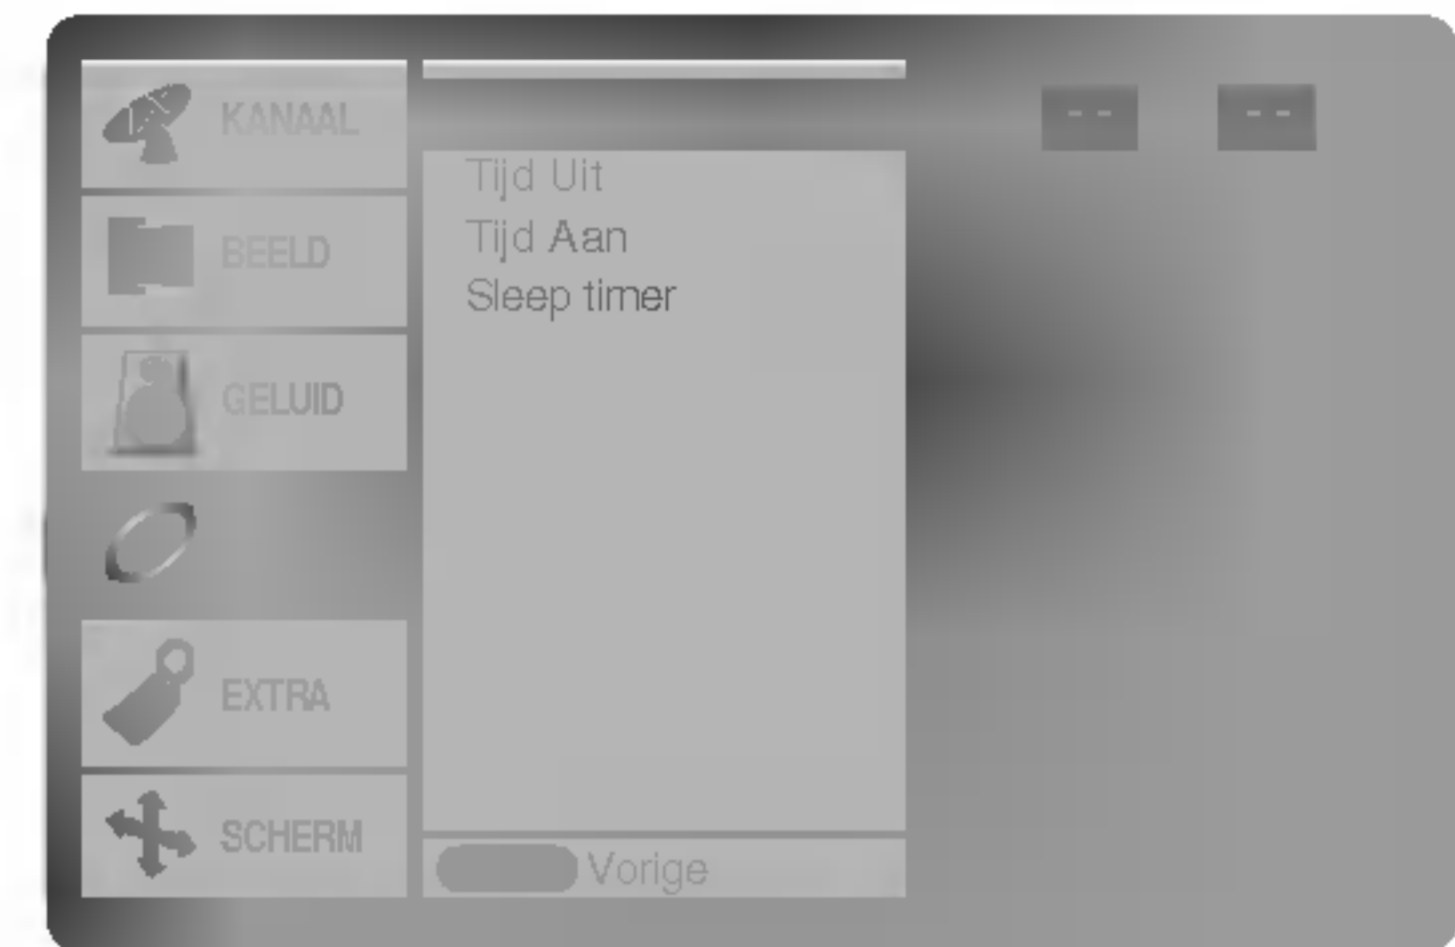 KANAAL
BEELD
GELUID
EXTRA
SCHERM
Tijd Uit
Tijd Aan
Sleep timer
Vorige
- -
- -